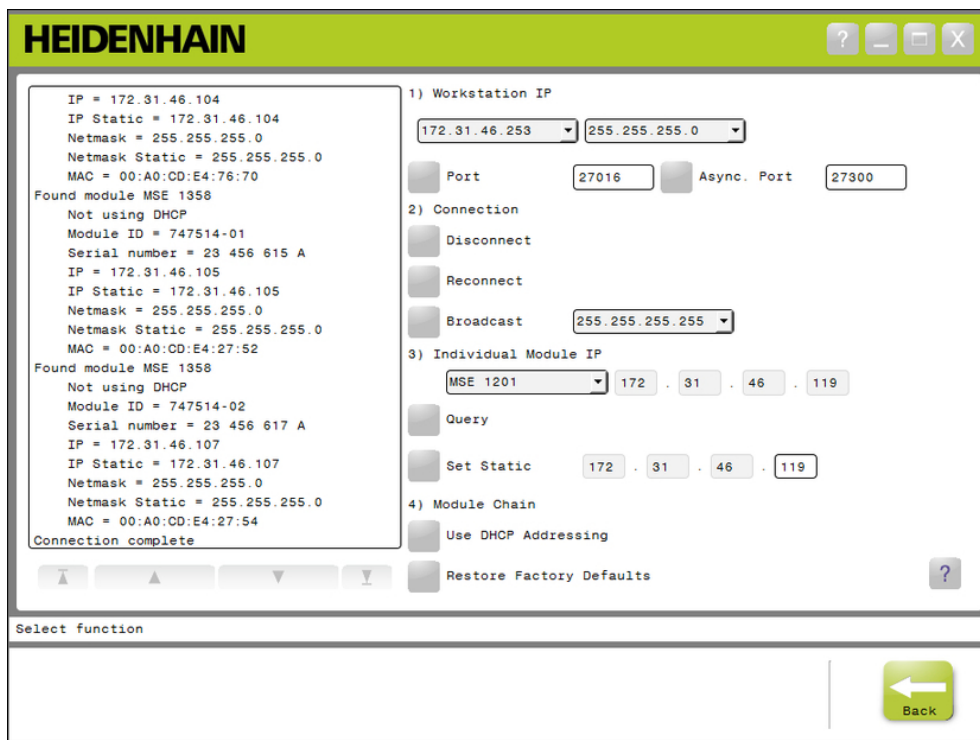 HEIDENHAIN
? _ X
IP = 172.31.46.104
IP Static = 172.31.46.104
Netmask = 255.255.255.0
Netmask Static = 255.255.255.0
MAC = 00:A0:CD:E4:76:70
Found module MSE 1358
Not using DHCP
Module ID = 747514-01
Serial number = 23 456 615 A
IP = 172.31.46.105
IP Static = 172.31.46.105
Netmask = 255.255.255.0
Netmask Static = 255.255.255.0
MAC = 00:A0:CD:E4:27:52
Found module MSE 1358
Not using DHCP
Module ID = 747514-02
Serial number = 23 456 617 A
IP = 172.31.46.107
IP Static = 172.31.46.107
Netmask = 255.255.255.0
Netmask Static = 255.255.255.0
MAC = 00:A0:CD:E4:27:54
Connection complete
1) Workstation IP
172.31.46.253 255.255.255.0
Port 27016 Async. Port 27300
2) Connection
Disconnect
Reconnect
Broadcast 255.255.255.255
3) Individual Module IP
MSE 1201 172 . 31 . 46 . 119
Query
Set Static 172 . 31 . 46 . 119
4) Module Chain
Use DHCP Addressing
Restore Factory Defaults
?
Select function
Back